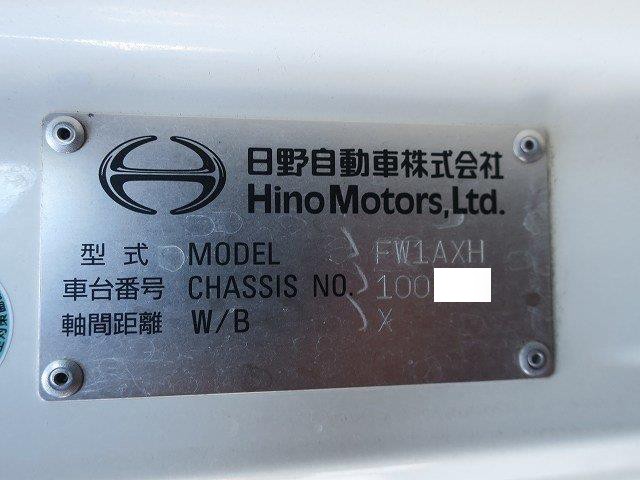 日野自動車株式会社
Hino Motors, Ltd.
型式 MODEL FW1AXH
車台番号 CHASSIS NO. 100
軸間距離 W/B X